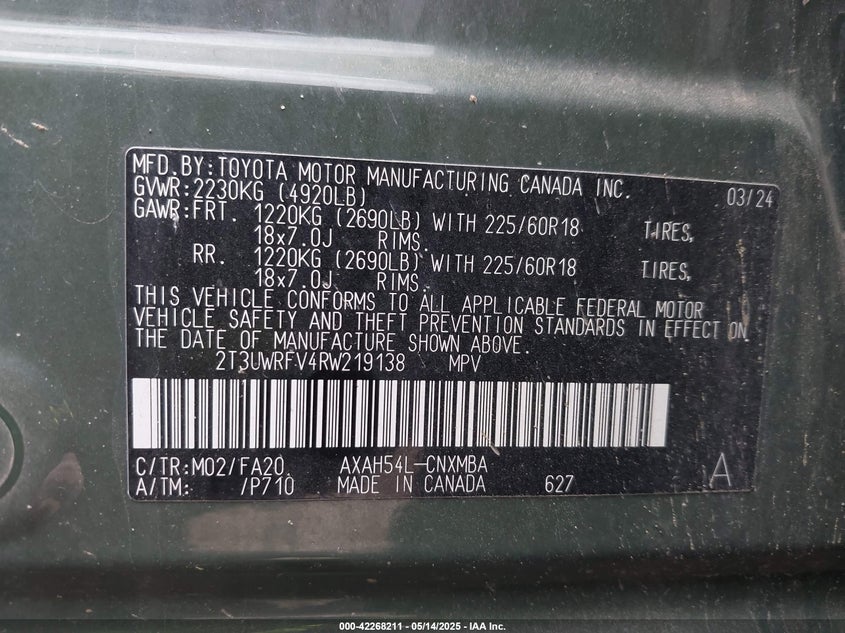 MFD.BY:TOYOTA MOTOR MANUFACTURING CANADA INC. 03/24
GVWR:2230KG (4920LB)
GAWR:FRT. 1220KG (2690LB) WITH 225/60R18 TIRES,
18x7.0J RIMS.
RR. 1220KG (2690LB) WITH 225/60R18 TIRES,
18x7.0J RIMS.
THIS VEHICLE CONFORMS TO ALL APPLICABLE FEDERAL MOTOR
VEHICLE SAFETY AND THEFT PREVENTION STANDARDS IN EFFECT ON
THE DATE OF MANUFACTURE SHOWN ABOVE.
2T3UWRFV4RW219138 MPV
C/TR:M02/FA20 AXAH54L-CNXMBA
A/TM: /P710 MADE IN CANADA 627 A
000-42268211 - 05/14/2025 - IAA Inc.